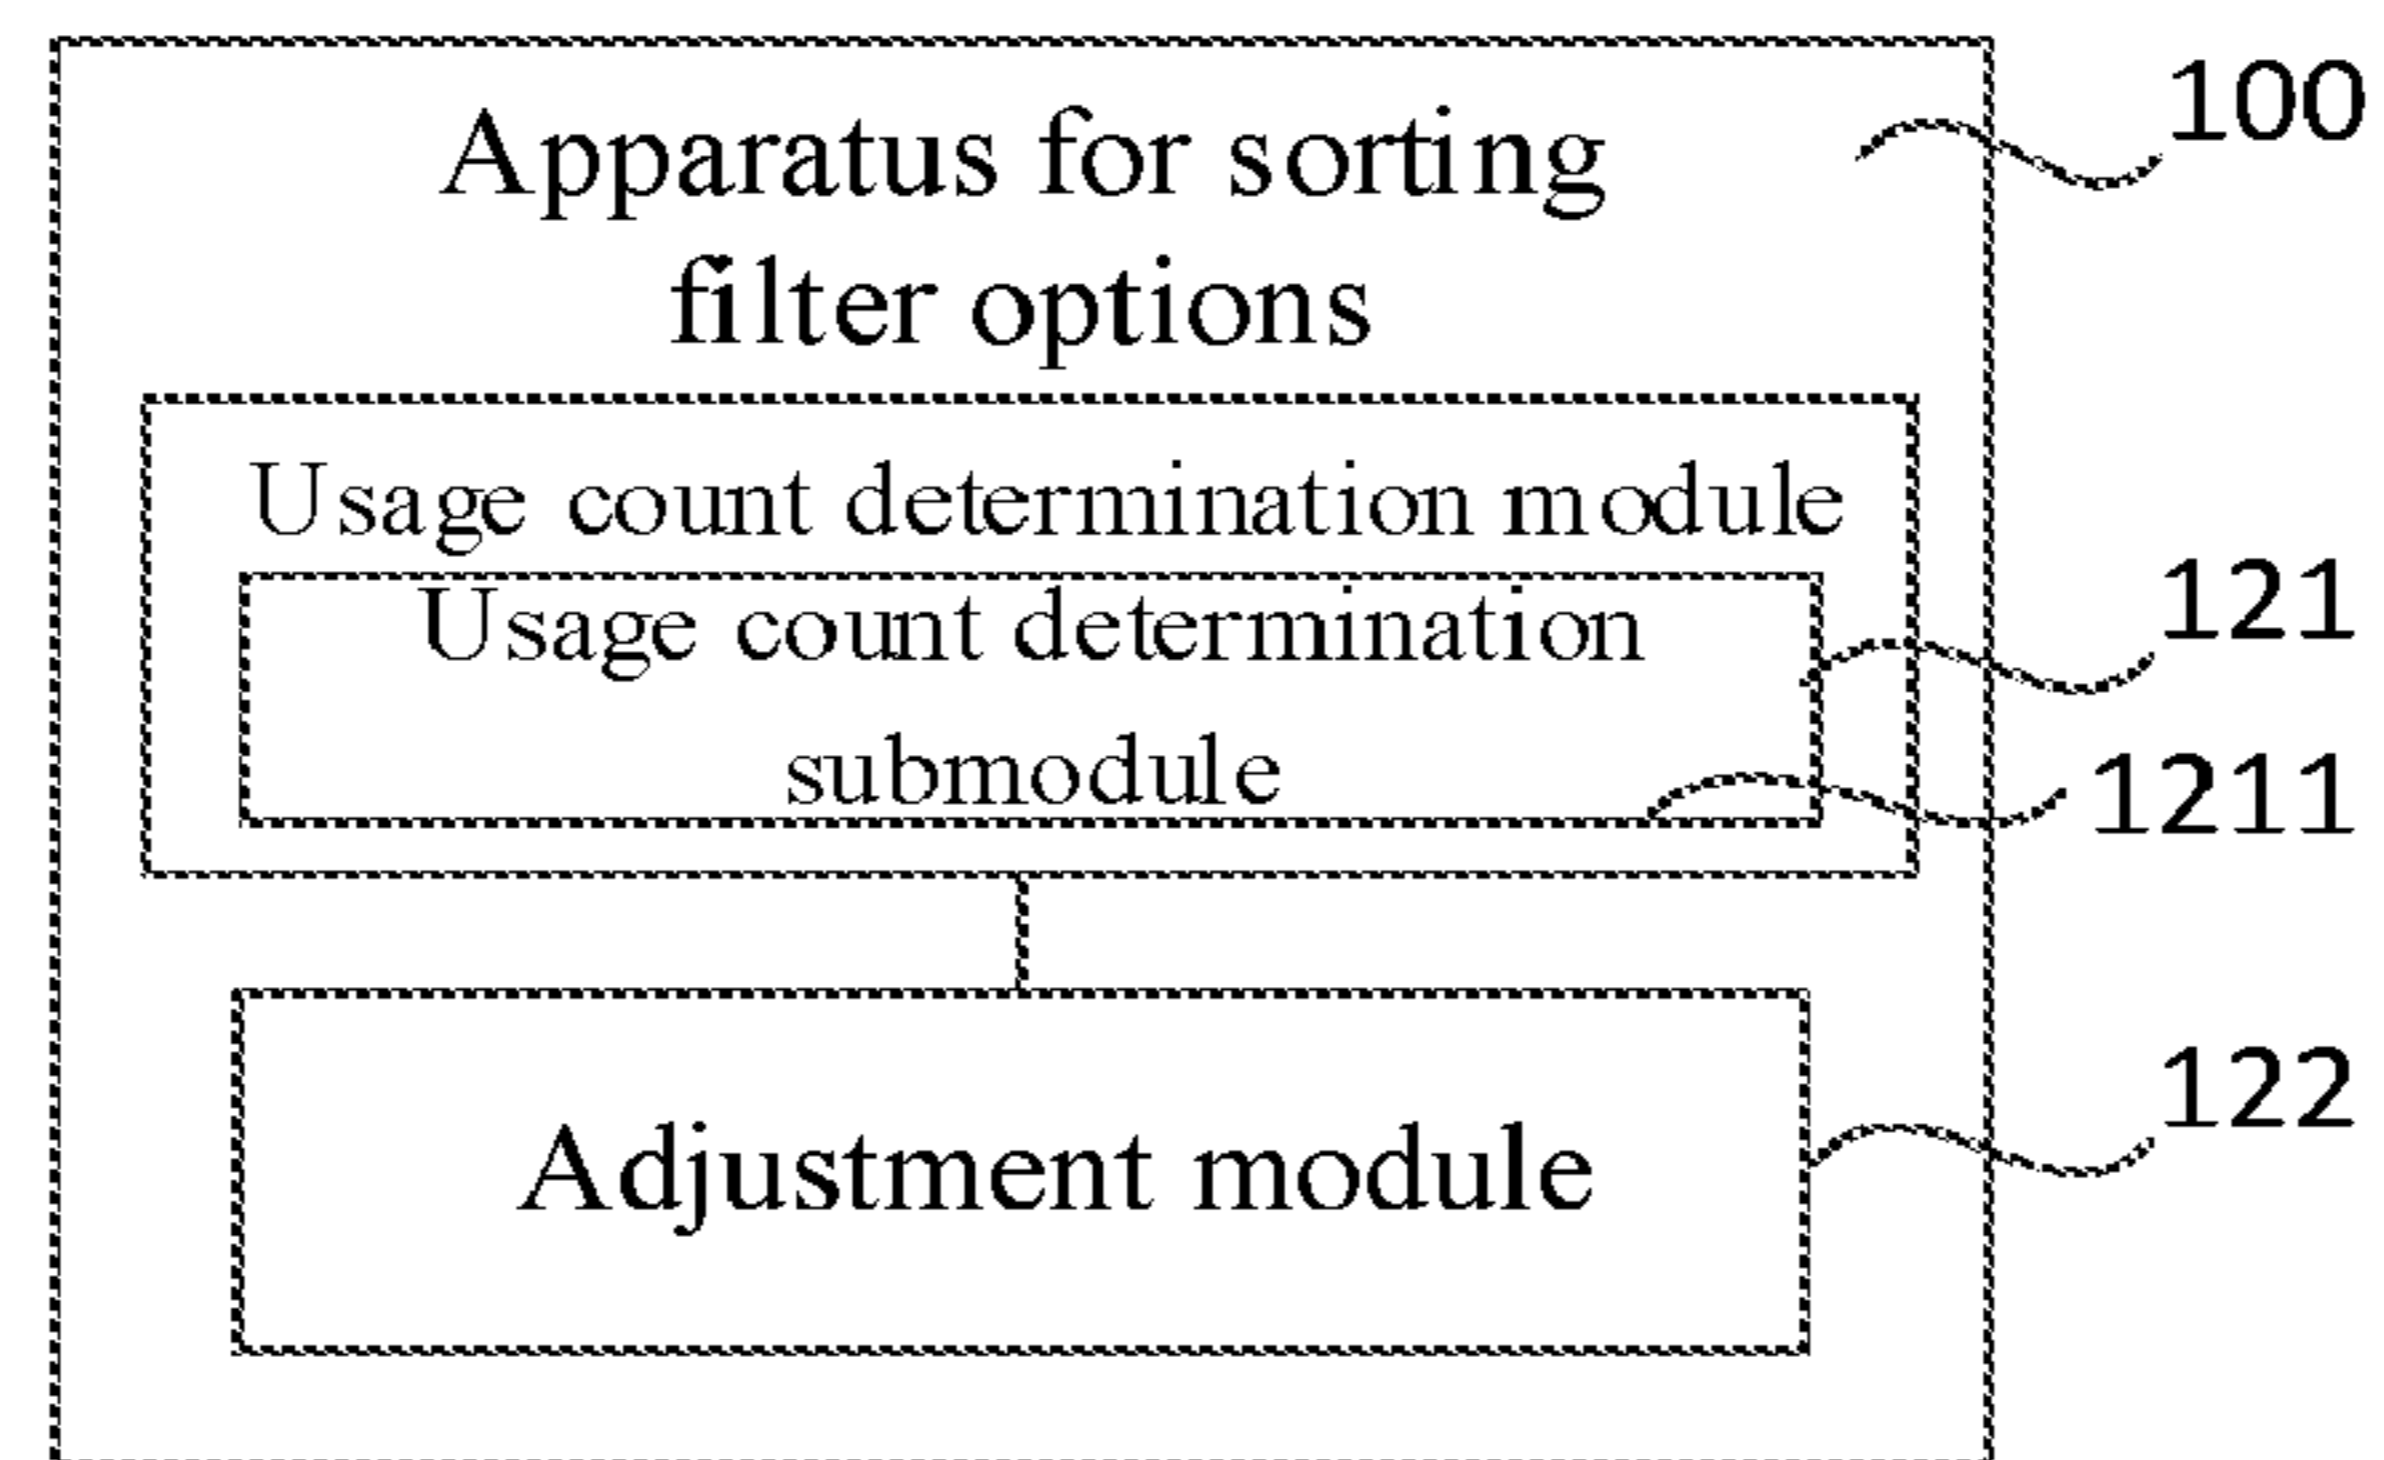 Apparatus for sorting
filter options
100
Usage count determination module
Usage count determination
submodule
121
1211
Adjustment module
122